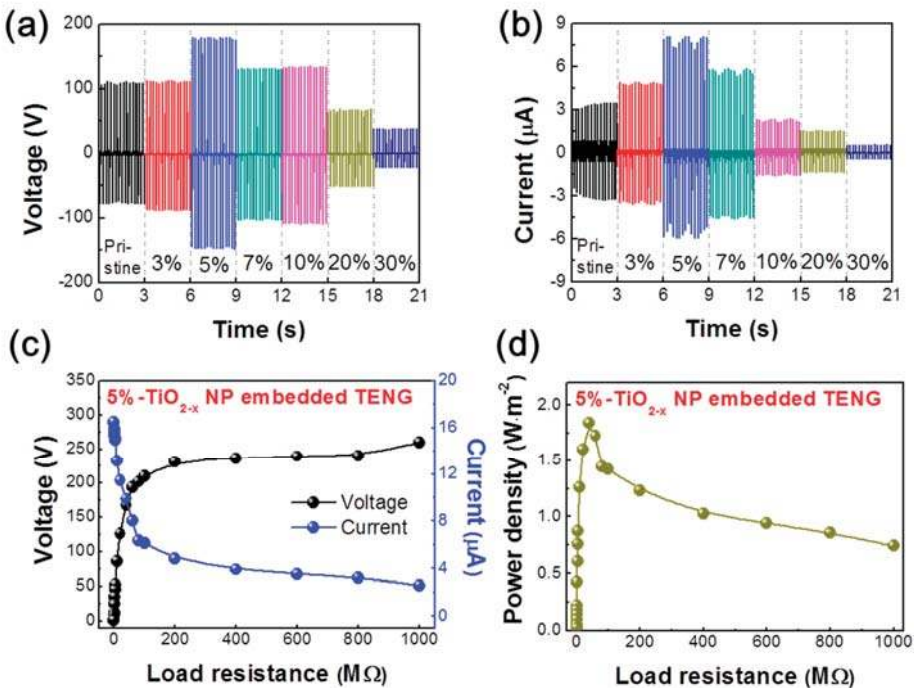 (a)
200
100
0
-100
-200
Voltage (V)
Pri-
stine
3% 5% 7% 10% 20% 30%
0 3 6 9 12 15 18 21
Time (s)
(b)
9
6
3
0
-3
-6
-9
Current (μA)
Pri-
stine
3% 5% 7% 10% 20% 30%
0 3 6 9 12 15 18 21
Time (s)
(c)
350
300
250
200
150
100
50
0
Voltage (V)
5%-TiO2-x NP embedded TENG
Voltage
Current
20
16
12
8
4
0
Current (μA)
0 200 400 600 800 1000
Load resistance (MΩ)
(d)
2.0
1.5
1.0
0.5
0.0
Power density (W·m-2)
5%-TiO2-x NP embedded TENG
0 200 400 600 800 1000
Load resistance (MΩ)